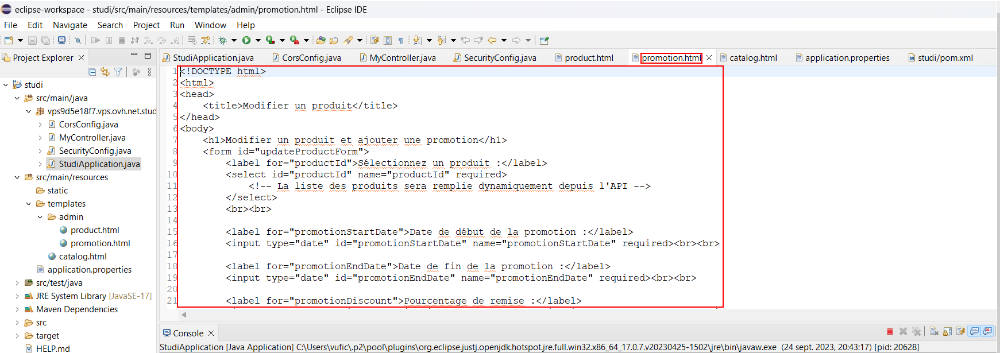 eclipse-workspace - studi/src/main/resources/templates/admin/promotion.html - Eclipse IDE
File Edit Navigate Search Project Run Window Help
Project Explorer
StudiApplication.java CorsConfig.java MyController.java SecurityConfig.java product.html promotion.html catalog.html application.properties studi/pom.xml
studi
src/main/java
vps9d5e18f7.vps.ovh.net.stud
CorsConfig.java
MyController.java
SecurityConfig.java
StudiApplication.java
src/main/resources
static
templates
admin
product.html
promotion.html
catalog.html
application.properties
src/test/java
JRE System Library [JavaSE-17]
Maven Dependencies
src
target
HELP.md
1 <!DOCTYPE html>
2 <html>
3 <head>
4 <title>Modifier un produit</title>
5 </head>
6 <body>
7 <h1>Modifier un produit et ajouter une promotion</h1>
8 <form id="updateProductForm">
9 <label for="productId">Sélectionnez un produit :</label>
10 <select id="productId" name="productId" required>
11 <!-- La liste des produits sera remplie dynamiquement depuis l'API -->
12 </select>
13 <br><br>
14
15 <label for="promotionStartDate">Date de début de la promotion :</label>
16 <input type="date" id="promotionStartDate" name="promotionStartDate" required><br><br>
17
18 <label for="promotionEndDate">Date de fin de la promotion :</label>
19 <input type="date" id="promotionEndDate" name="promotionEndDate" required><br><br>
20
21 <label for="promotionDiscount">Pourcentage de remise :</label>
Console
StudiApplication [Java Application] C:\Users\vufic\.p2\pool\plugins\org.eclipse.justj.openjdk.hotspot.jre.full.win32.x86_64_17.0.7.v20230425-1502\jre\bin\javaw.exe (24 sept. 2023, 20:43:17) [pid: 20628]